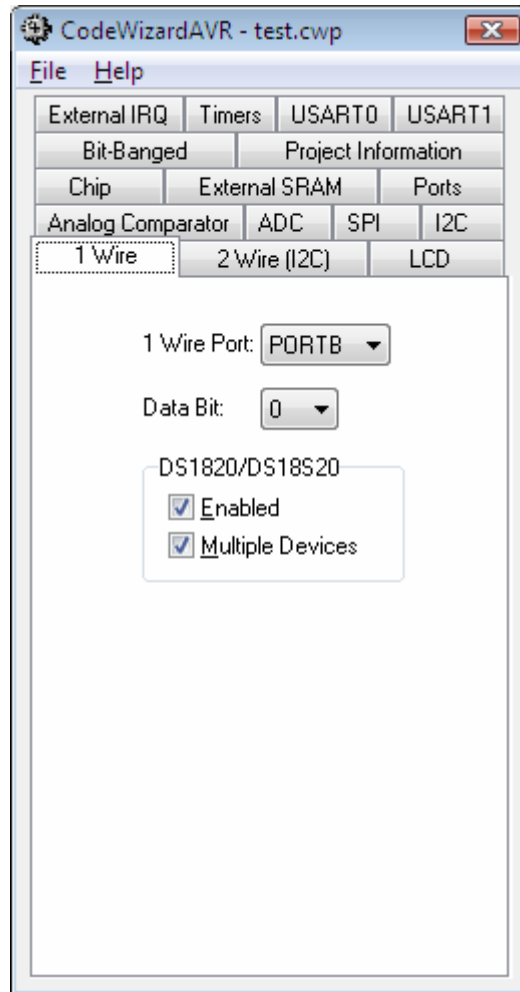 CodeWizardAVR - test.cwp
File Help
External IRQ Timers USART0 USART1
Bit-Banged Project Information
Chip External SRAM Ports
Analog Comparator ADC SPI I2C
1 Wire 2 Wire (I2C) LCD
1 Wire Port: PORTB
Data Bit: 0
DS1820/DS18S20
Enabled
Multiple Devices